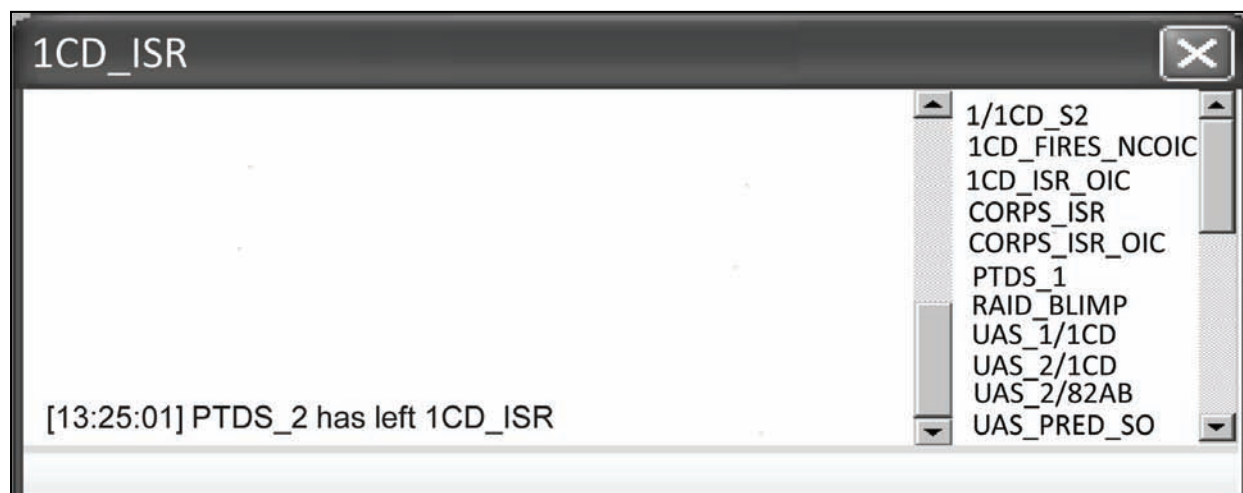 1CD_ISR
[13:25:01] PTDS_2 has left 1CD_ISR
1/1CD_S2
1CD_FIRES_NCOIC
1CD_ISR_OIC
CORPS_ISR
CORPS_ISR_OIC
PTDS_1
RAID_BLIMP
UAS_1/1CD
UAS_2/1CD
UAS_2/82AB
UAS_PRED_SO